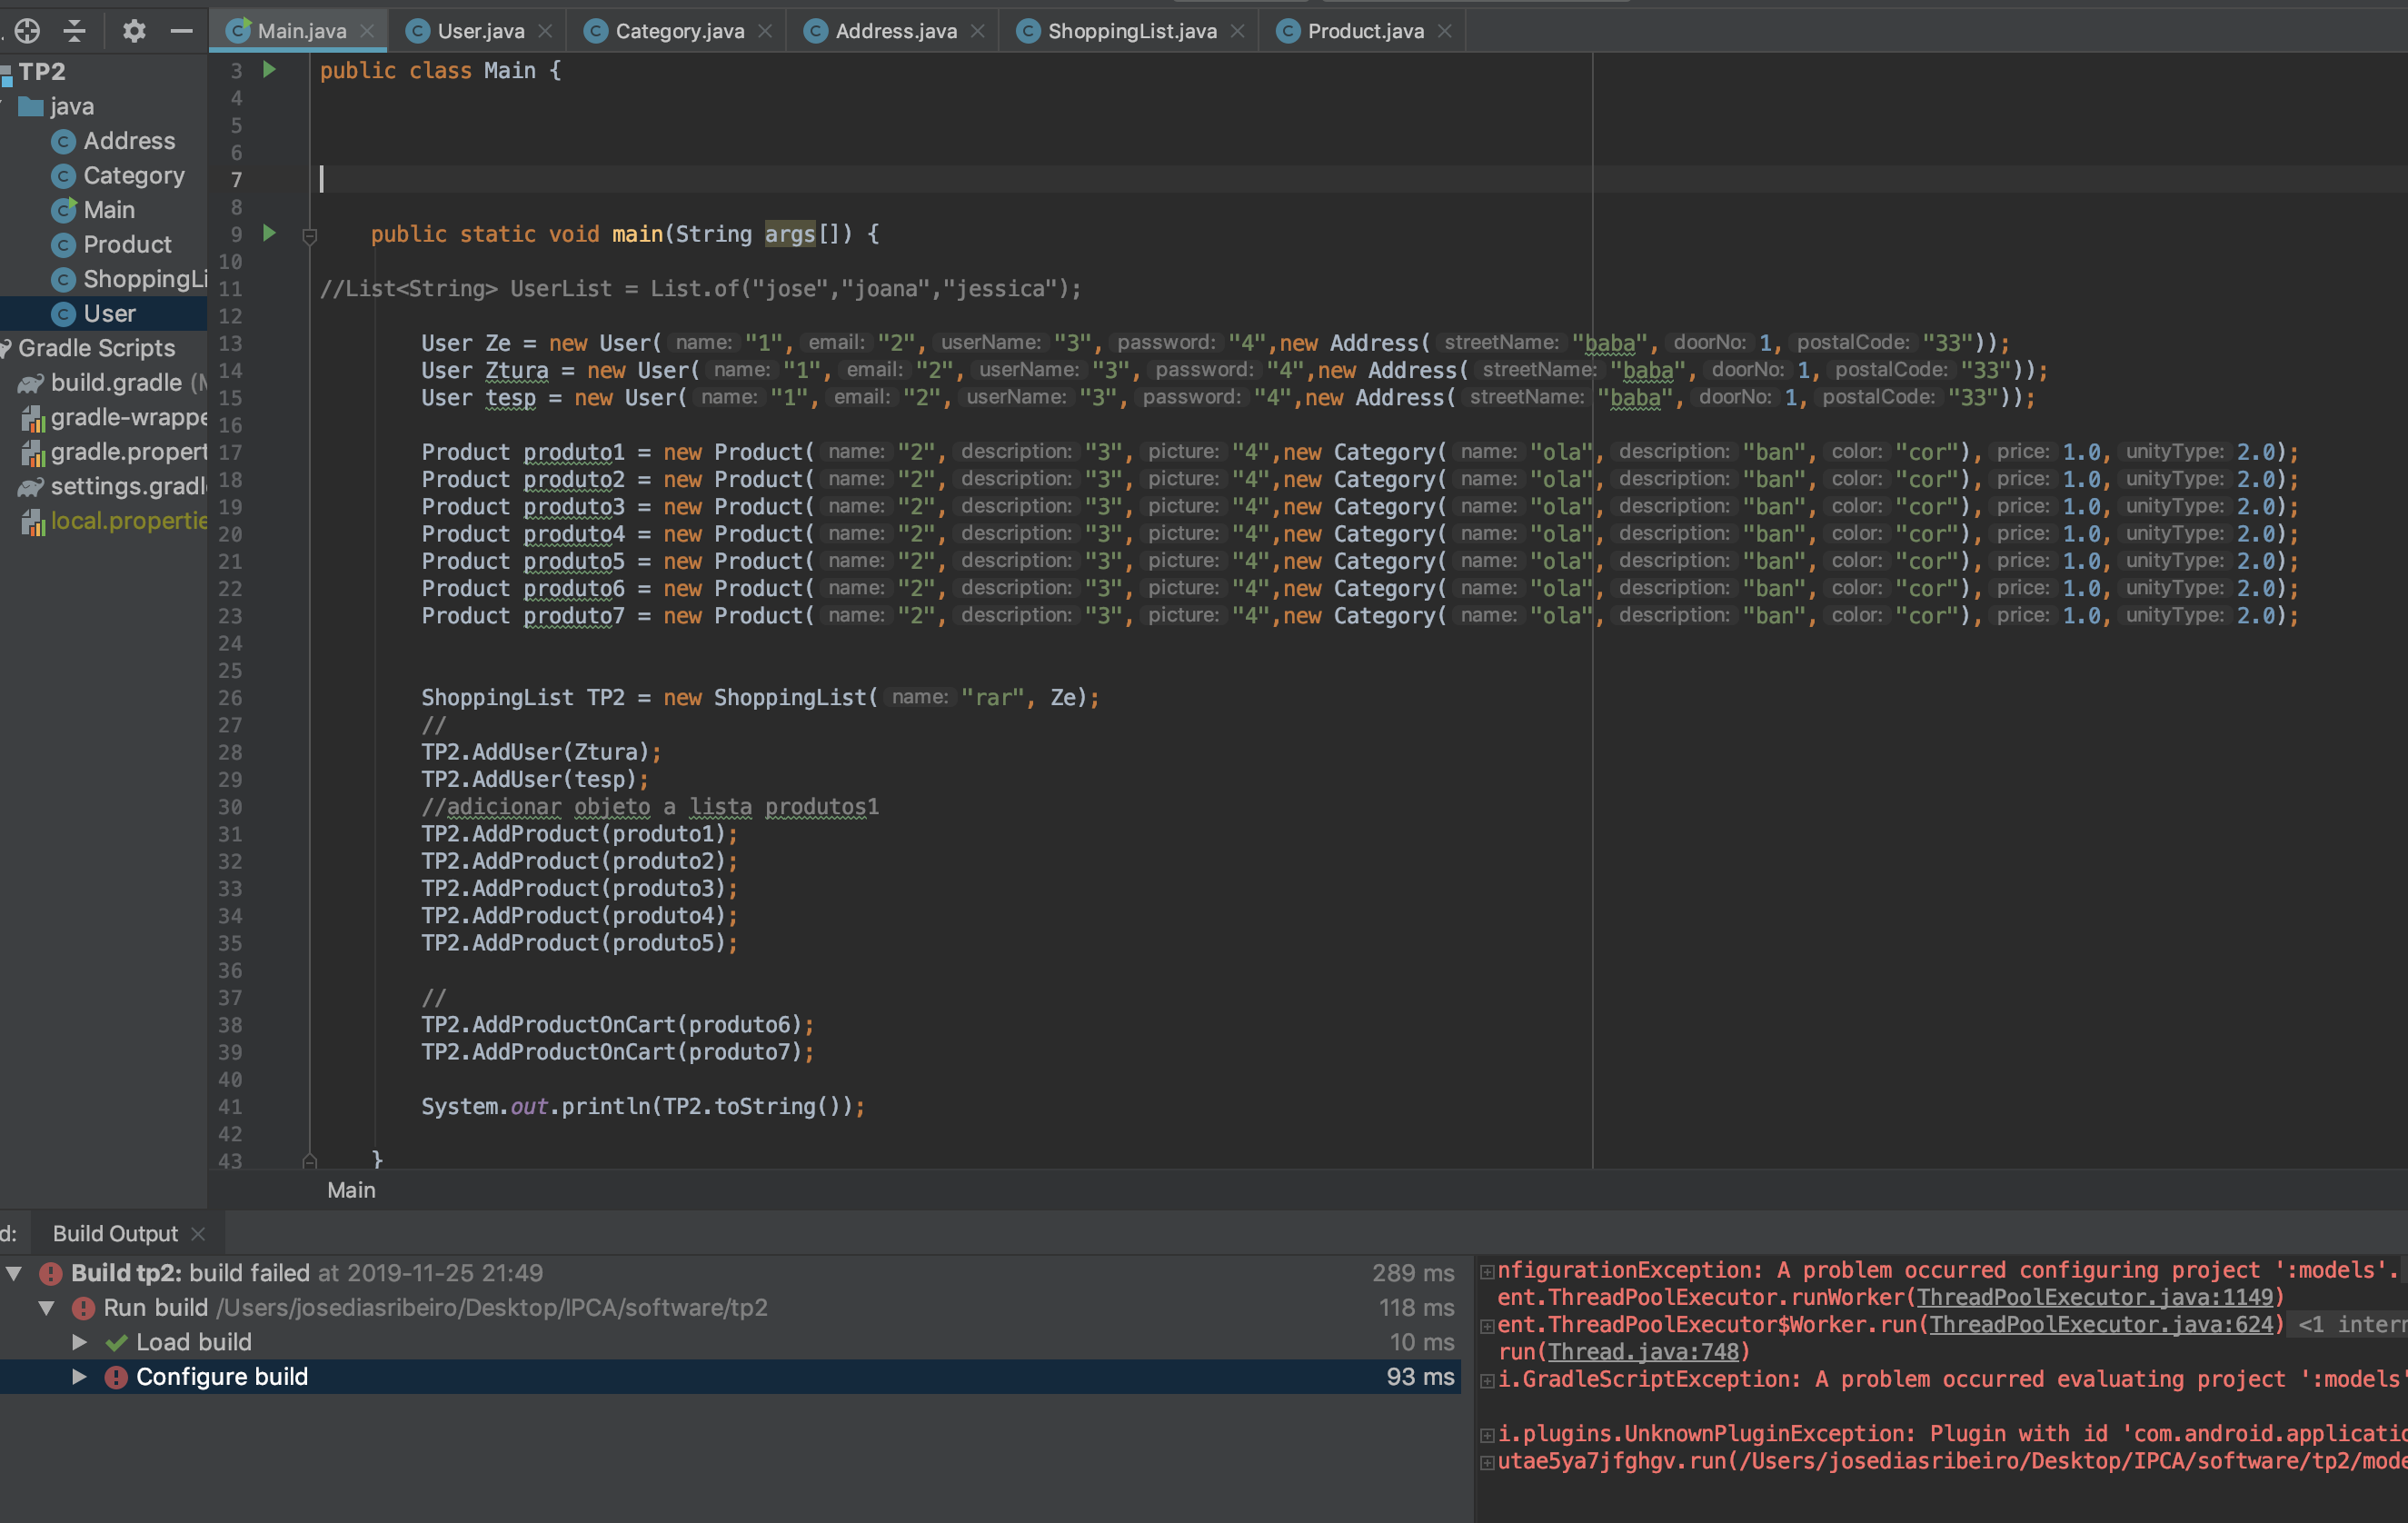 Main.java
User.java
Category.java
Address.java
ShoppingList.java
Product.java
TP2
java
Address
Category
Main
Product
ShoppingLi
User
Gradle Scripts
build.gradle (M
gradle-wrappe
gradle.propert
settings.gradl
local.propertie
3 public class Main {
4
5
6
7
8
9 public static void main(String args[]) {
10
11 //List<String> UserList = List.of("jose","joana","jessica");
12
13 User Ze = new User( name: "1", email: "2", userName: "3", password: "4",new Address( streetName: "baba", doorNo: 1, postalCode: "33"));
14 User Ztura = new User( name: "1", email: "2", userName: "3", password: "4",new Address( streetName: "baba", doorNo: 1, postalCode: "33"));
15 User tesp = new User( name: "1", email: "2", userName: "3", password: "4",new Address( streetName: "baba", doorNo: 1, postalCode: "33"));
16
17 Product produto1 = new Product( name: "2", description: "3", picture: "4",new Category( name: "ola", description: "ban", color: "cor"), price: 1.0, unityType: 2.0);
18 Product produto2 = new Product( name: "2", description: "3", picture: "4",new Category( name: "ola", description: "ban", color: "cor"), price: 1.0, unityType: 2.0);
19 Product produto3 = new Product( name: "2", description: "3", picture: "4",new Category( name: "ola", description: "ban", color: "cor"), price: 1.0, unityType: 2.0);
20 Product produto4 = new Product( name: "2", description: "3", picture: "4",new Category( name: "ola", description: "ban", color: "cor"), price: 1.0, unityType: 2.0);
21 Product produto5 = new Product( name: "2", description: "3", picture: "4",new Category( name: "ola", description: "ban", color: "cor"), price: 1.0, unityType: 2.0);
22 Product produto6 = new Product( name: "2", description: "3", picture: "4",new Category( name: "ola", description: "ban", color: "cor"), price: 1.0, unityType: 2.0);
23 Product produto7 = new Product( name: "2", description: "3", picture: "4",new Category( name: "ola", description: "ban", color: "cor"), price: 1.0, unityType: 2.0);
24
25
26 ShoppingList TP2 = new ShoppingList( name: "rar", Ze);
27 //
28 TP2.AddUser(Ztura);
29 TP2.AddUser(tesp);
30 //adicionar objeto a lista produtos1
31 TP2.AddProduct(produto1);
32 TP2.AddProduct(produto2);
33 TP2.AddProduct(produto3);
34 TP2.AddProduct(produto4);
35 TP2.AddProduct(produto5);
36
37 //
38 TP2.AddProductOnCart(produto6);
39 TP2.AddProductOnCart(produto7);
40
41 System.out.println(TP2.toString());
42
43 }
Main
d: Build Output
Build tp2: build failed at 2019-11-25 21:49 289 ms
Run build /Users/josediasribeiro/Desktop/IPCA/software/tp2 118 ms
Load build 10 ms
Configure build 93 ms
nfigurationException: A problem occurred configuring project ':models'.
ent.ThreadPoolExecutor.runWorker(ThreadPoolExecutor.java:1149)
ent.ThreadPoolExecutor$Worker.run(ThreadPoolExecutor.java:624) <1 intern
run(Thread.java:748)
i.GradleScriptException: A problem occurred evaluating project ':models'
i.plugins.UnknownPluginException: Plugin with id 'com.android.applicatio
utae5ya7jfghgv.run(/Users/josediasribeiro/Desktop/IPCA/software/tp2/mode